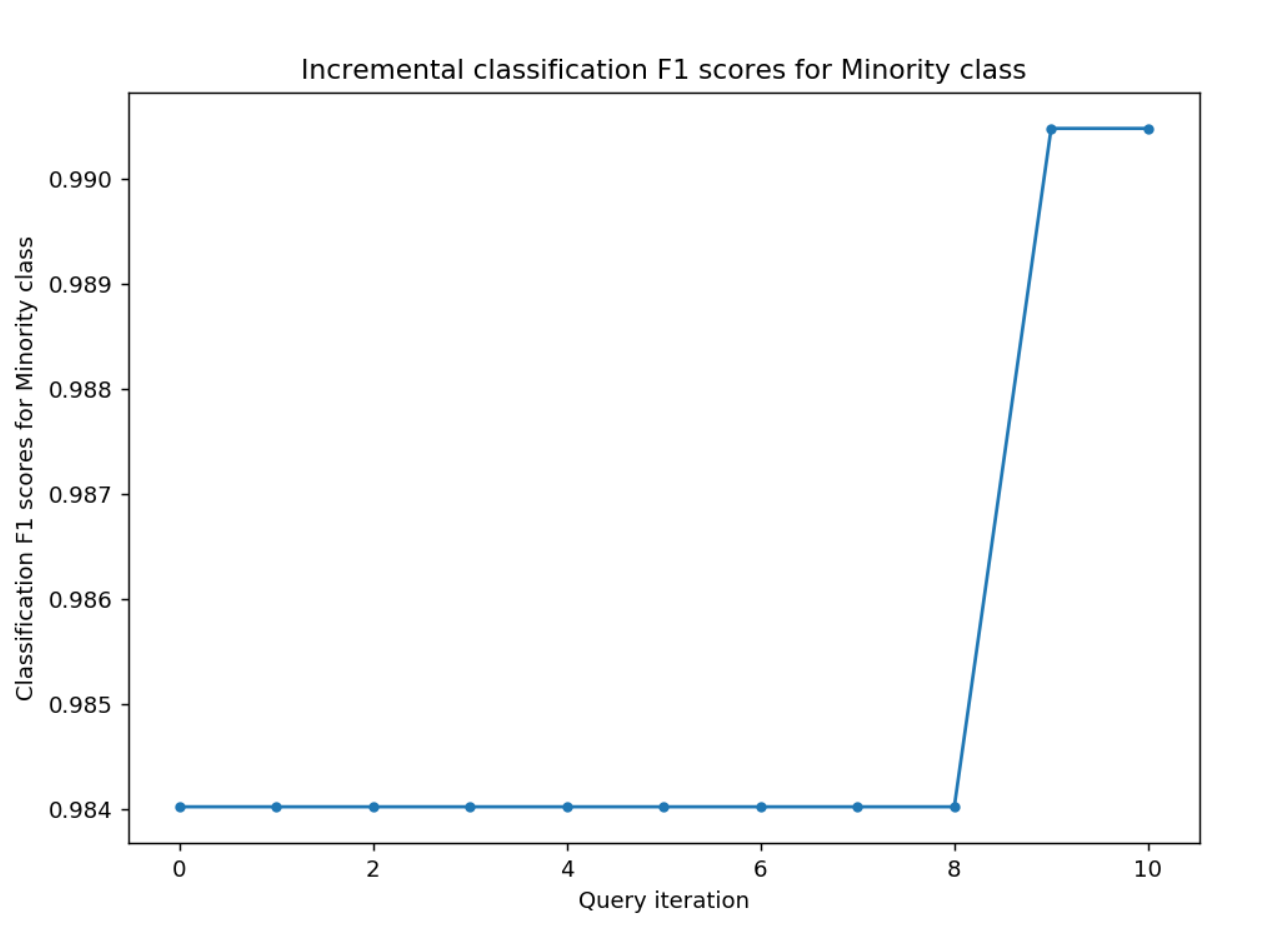 Incremental classification F1 scores for Minority class
Classification F1 scores for Minority class
0.990
0.989
0.988
0.987
0.986
0.985
0.984
0 2 4 6 8 10
Query iteration